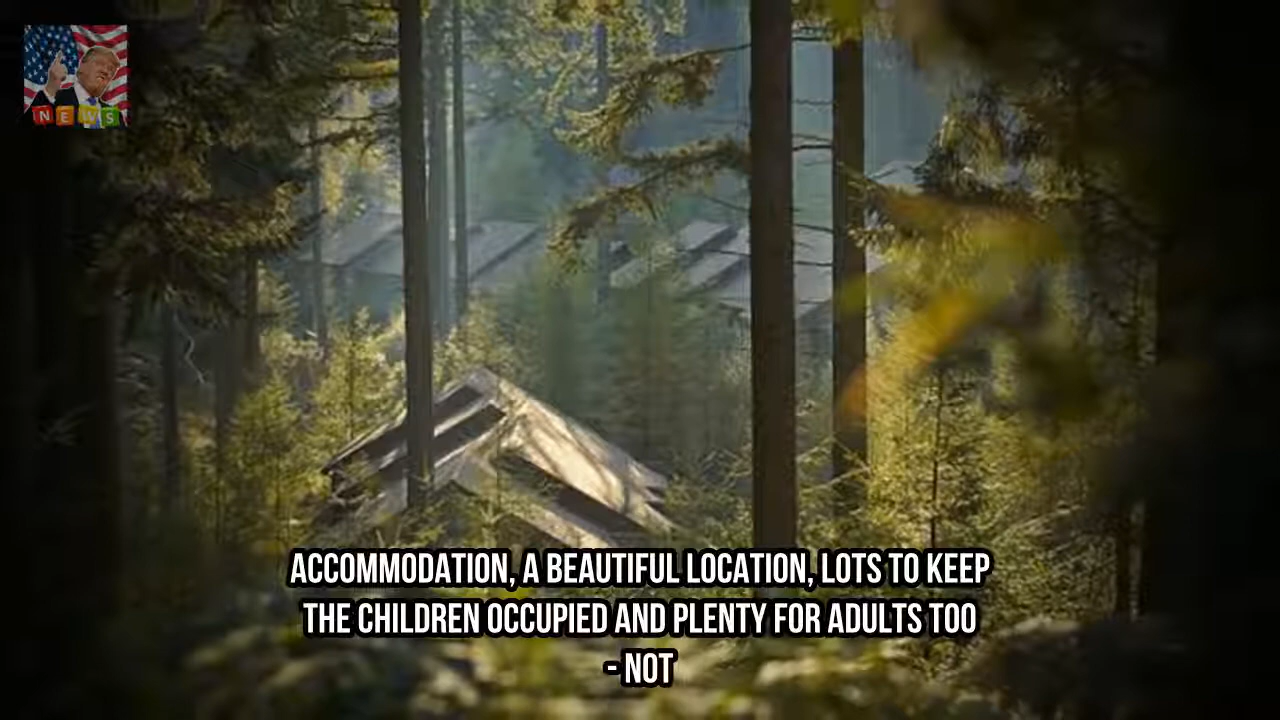 NEWS
ACCOMMODATION, A BEAUTIFUL LOCATION, LOTS TO KEEP
THE CHILDREN OCCUPIED AND PLENTY FOR ADULTS TOO
- NOT